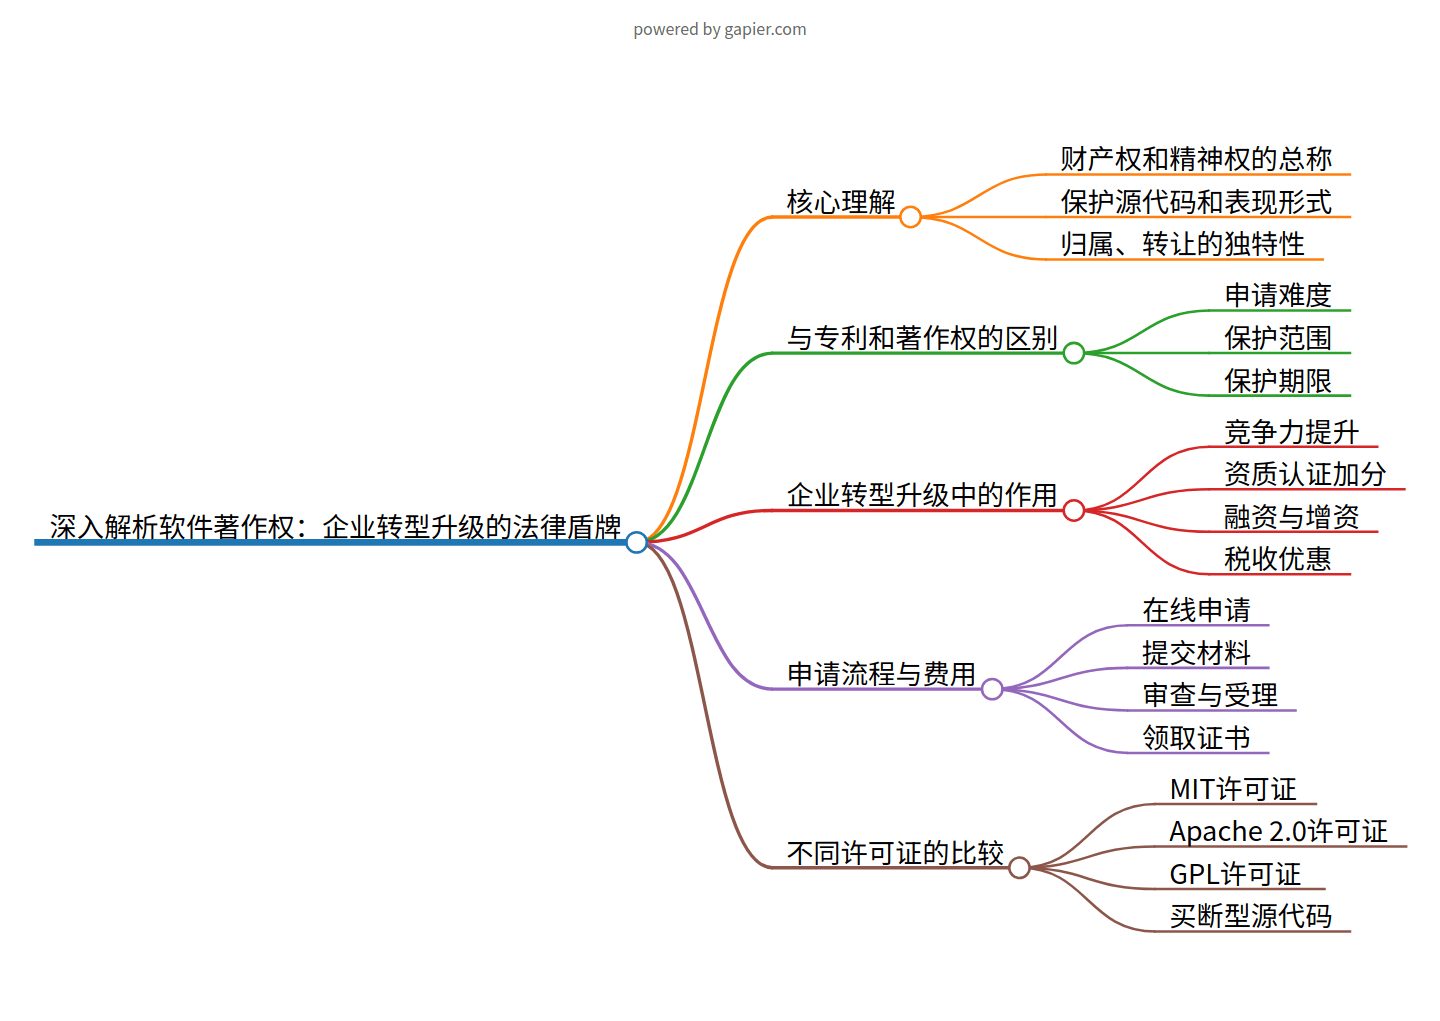 powered by gapier.com
深入解析软件著作权：企业转型升级的法律盾牌
核心理解
财产权和精神权的总称
保护源代码和表现形式
归属、转让的独特性
与专利和著作权的区别
申请难度
保护范围
保护期限
企业转型升级中的作用
竞争力提升
资质认证加分
融资与增资
税收优惠
申请流程与费用
在线申请
提交材料
审查与受理
领取证书
不同许可证的比较
MIT许可证
Apache 2.0许可证
GPL许可证
买断型源代码